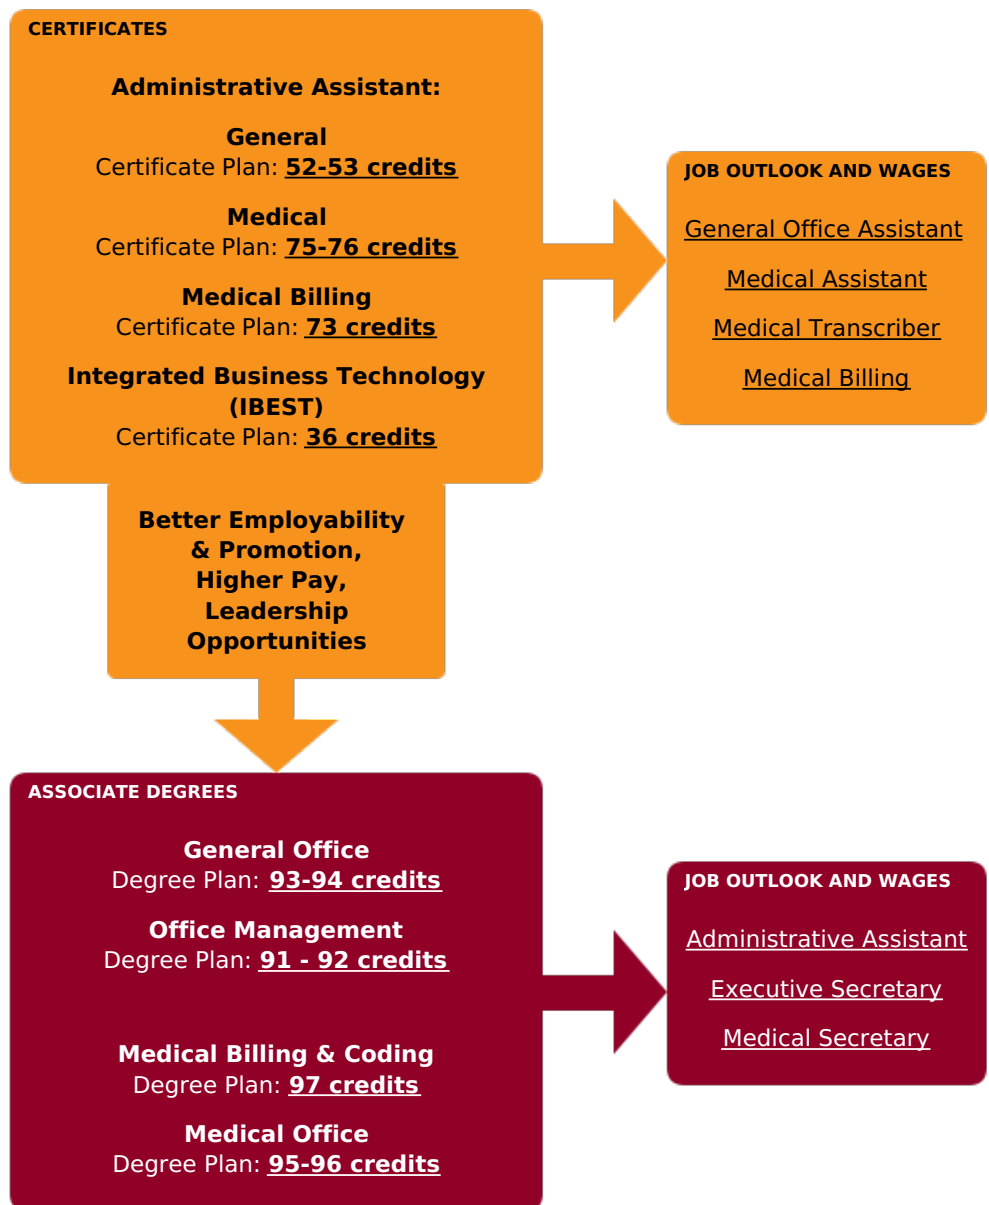 CERTIFICATES
Administrative Assistant:
General
Certificate Plan: 52-53 credits
Medical
Certificate Plan: 75-76 credits
Medical Billing
Certificate Plan: 73 credits
Integrated Business Technology
(IBEST)
Certificate Plan: 36 credits
JOB OUTLOOK AND WAGES
General Office Assistant
Medical Assistant
Medical Transcriber
Medical Billing
Better Employability
& Promotion,
Higher Pay,
Leadership
Opportunities
ASSOCIATE DEGREES
General Office
Degree Plan: 93-94 credits
Office Management
Degree Plan: 91 - 92 credits
Medical Billing & Coding
Degree Plan: 97 credits
Medical Office
Degree Plan: 95-96 credits
JOB OUTLOOK AND WAGES
Administrative Assistant
Executive Secretary
Medical Secretary